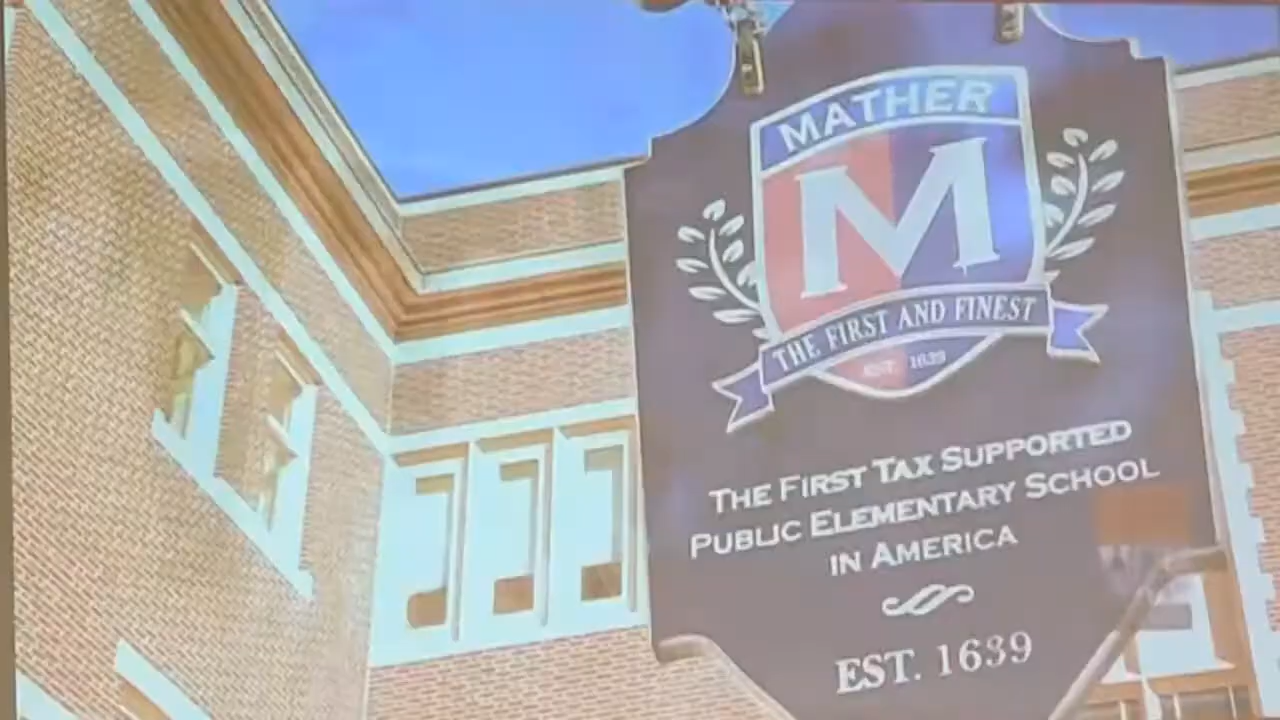 MATHER
M
THE FIRST AND FINEST
EST. 1639
THE FIRST TAX SUPPORTED
PUBLIC ELEMENTARY SCHOOL
IN AMERICA
EST. 1639